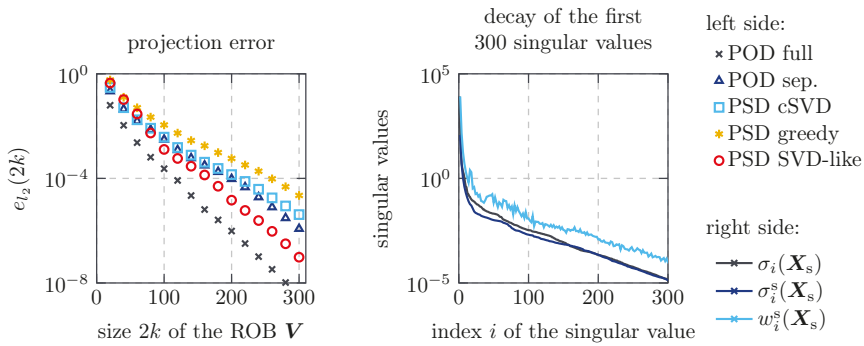 projection error
10^0
10^−4
10^−8
e_{l_2}(2k)
0 100 200 300
size 2k of the ROB V
decay of the first
300 singular values
10^5
10^0
10^−5
singular values
0 100 200 300
index i of the singular value
left side:
POD full
POD sep.
PSD cSVD
PSD greedy
PSD SVD-like
right side:
σ_i(X_s)
σ_i^s(X_s)
w_i^s(X_s)